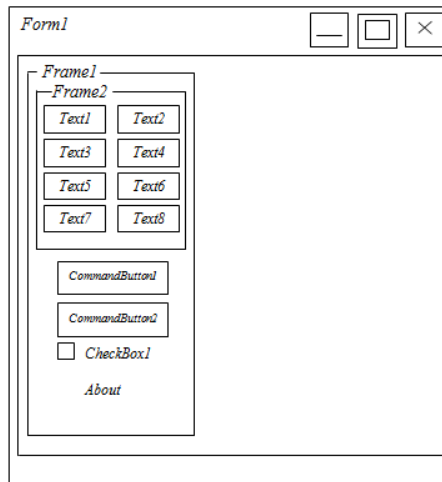 Form1
Frame1
Frame2
Text1 Text2
Text3 Text4
Text5 Text6
Text7 Text8
CommandButton1
CommandButton2
CheckBox1
About